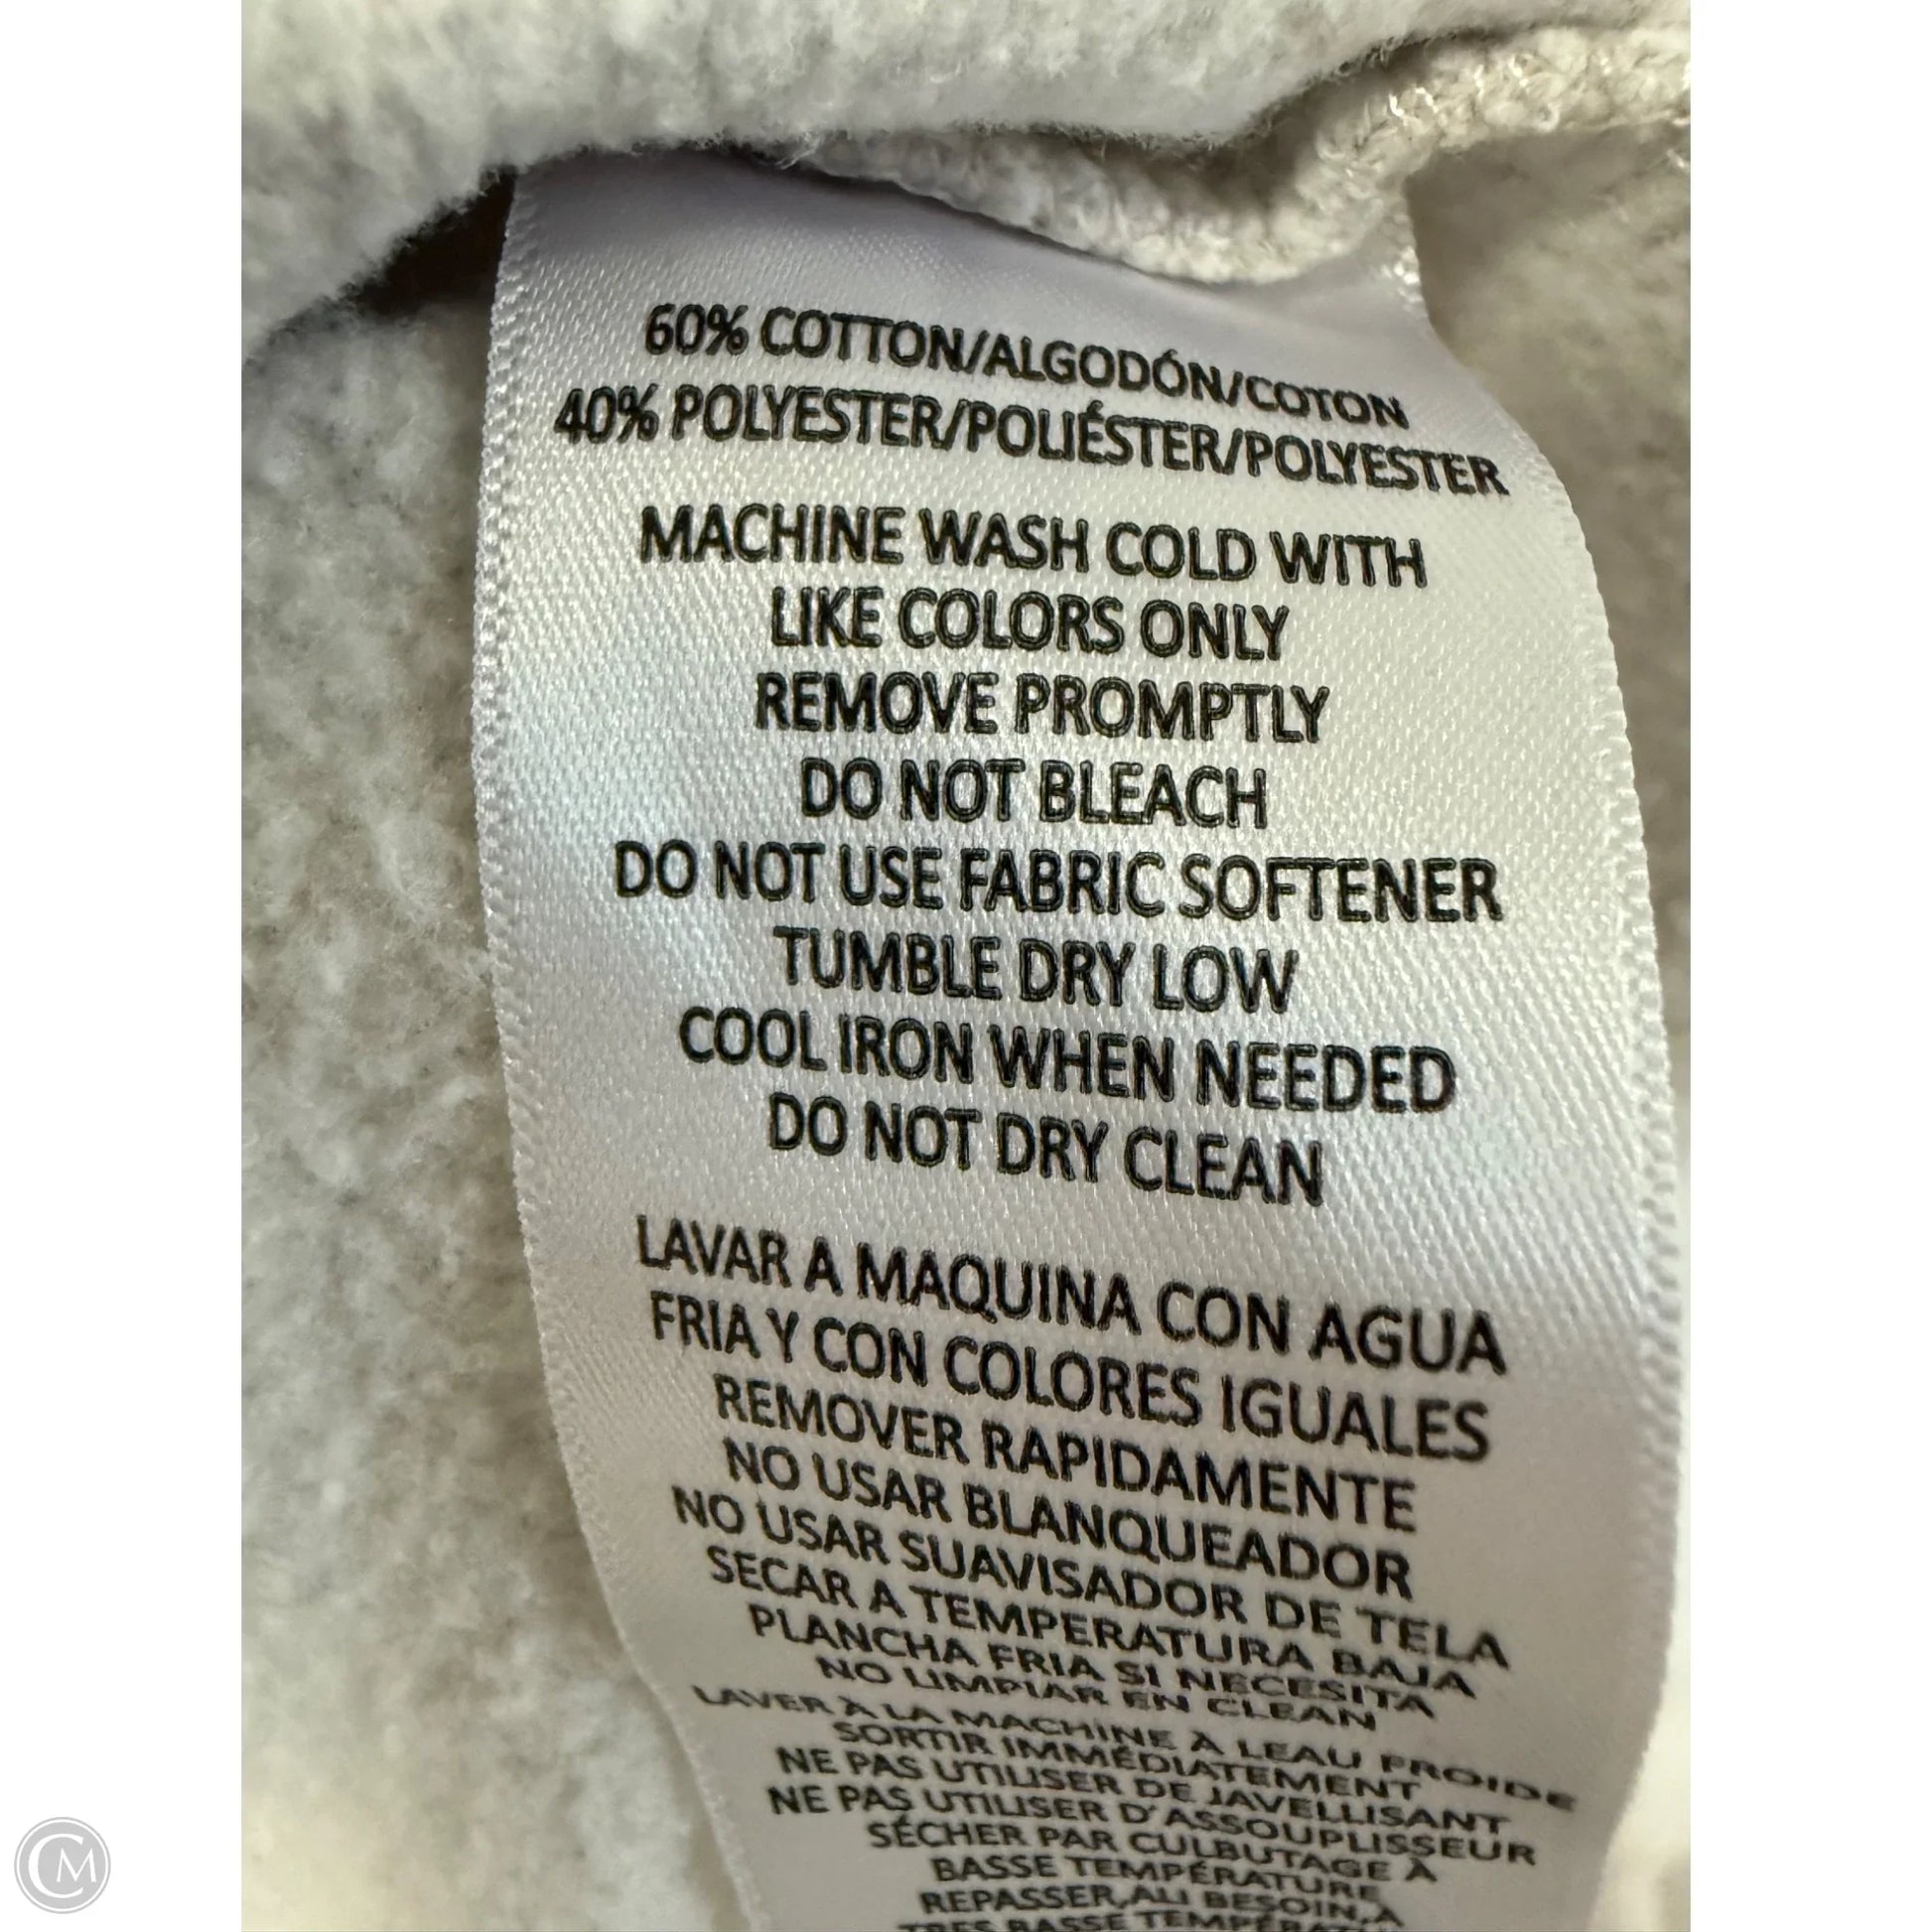 60% COTTON/ALGODÓN/COTON
40% POLYESTER/POLIÉSTER/POLYESTER
MACHINE WASH COLD WITH
LIKE COLORS ONLY
REMOVE PROMPTLY
DO NOT BLEACH
DO NOT USE FABRIC SOFTENER
TUMBLE DRY LOW
COOL IRON WHEN NEEDED
DO NOT DRY CLEAN
LAVAR A MAQUINA CON AGUA
FRIA Y CON COLORES IGUALES
REMOVER RAPIDAMENTE
NO USAR BLANQUEADOR
NO USAR SUAVISADOR DE TELA
SECAR A TEMPERATURA BAJA
PLANCHA FRIA SI NECESITA
NO LIMPIAR EN CLEAN
LAVER À LA MACHINE À LEAU FROIDE
SORTIR IMMÉDIATEMENT
NE PAS UTILISER DE JAVELLISANT
NE PAS UTILISER D'ASSOUPLISSEUR
SÉCHER PAR CULBUTAGE À
BASSE TEMPÉRATURE
REPASSER,ALI BESOIN,À
TRES BASSE
CM